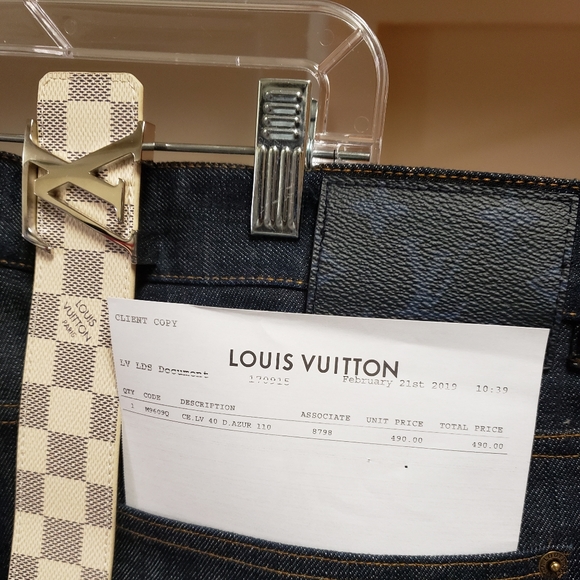 CLIENT COPY
LOUIS VUITTON
LV LDS Document 170915 February 21st 2019 10:39
QTY CODE DESCRIPTION ASSOCIATE UNIT PRICE TOTAL PRICE
1 M9609Q CE.LV 40 D.AZUR 110 8798 490.00 490.00
LOUIS
VUITTON
PARIS